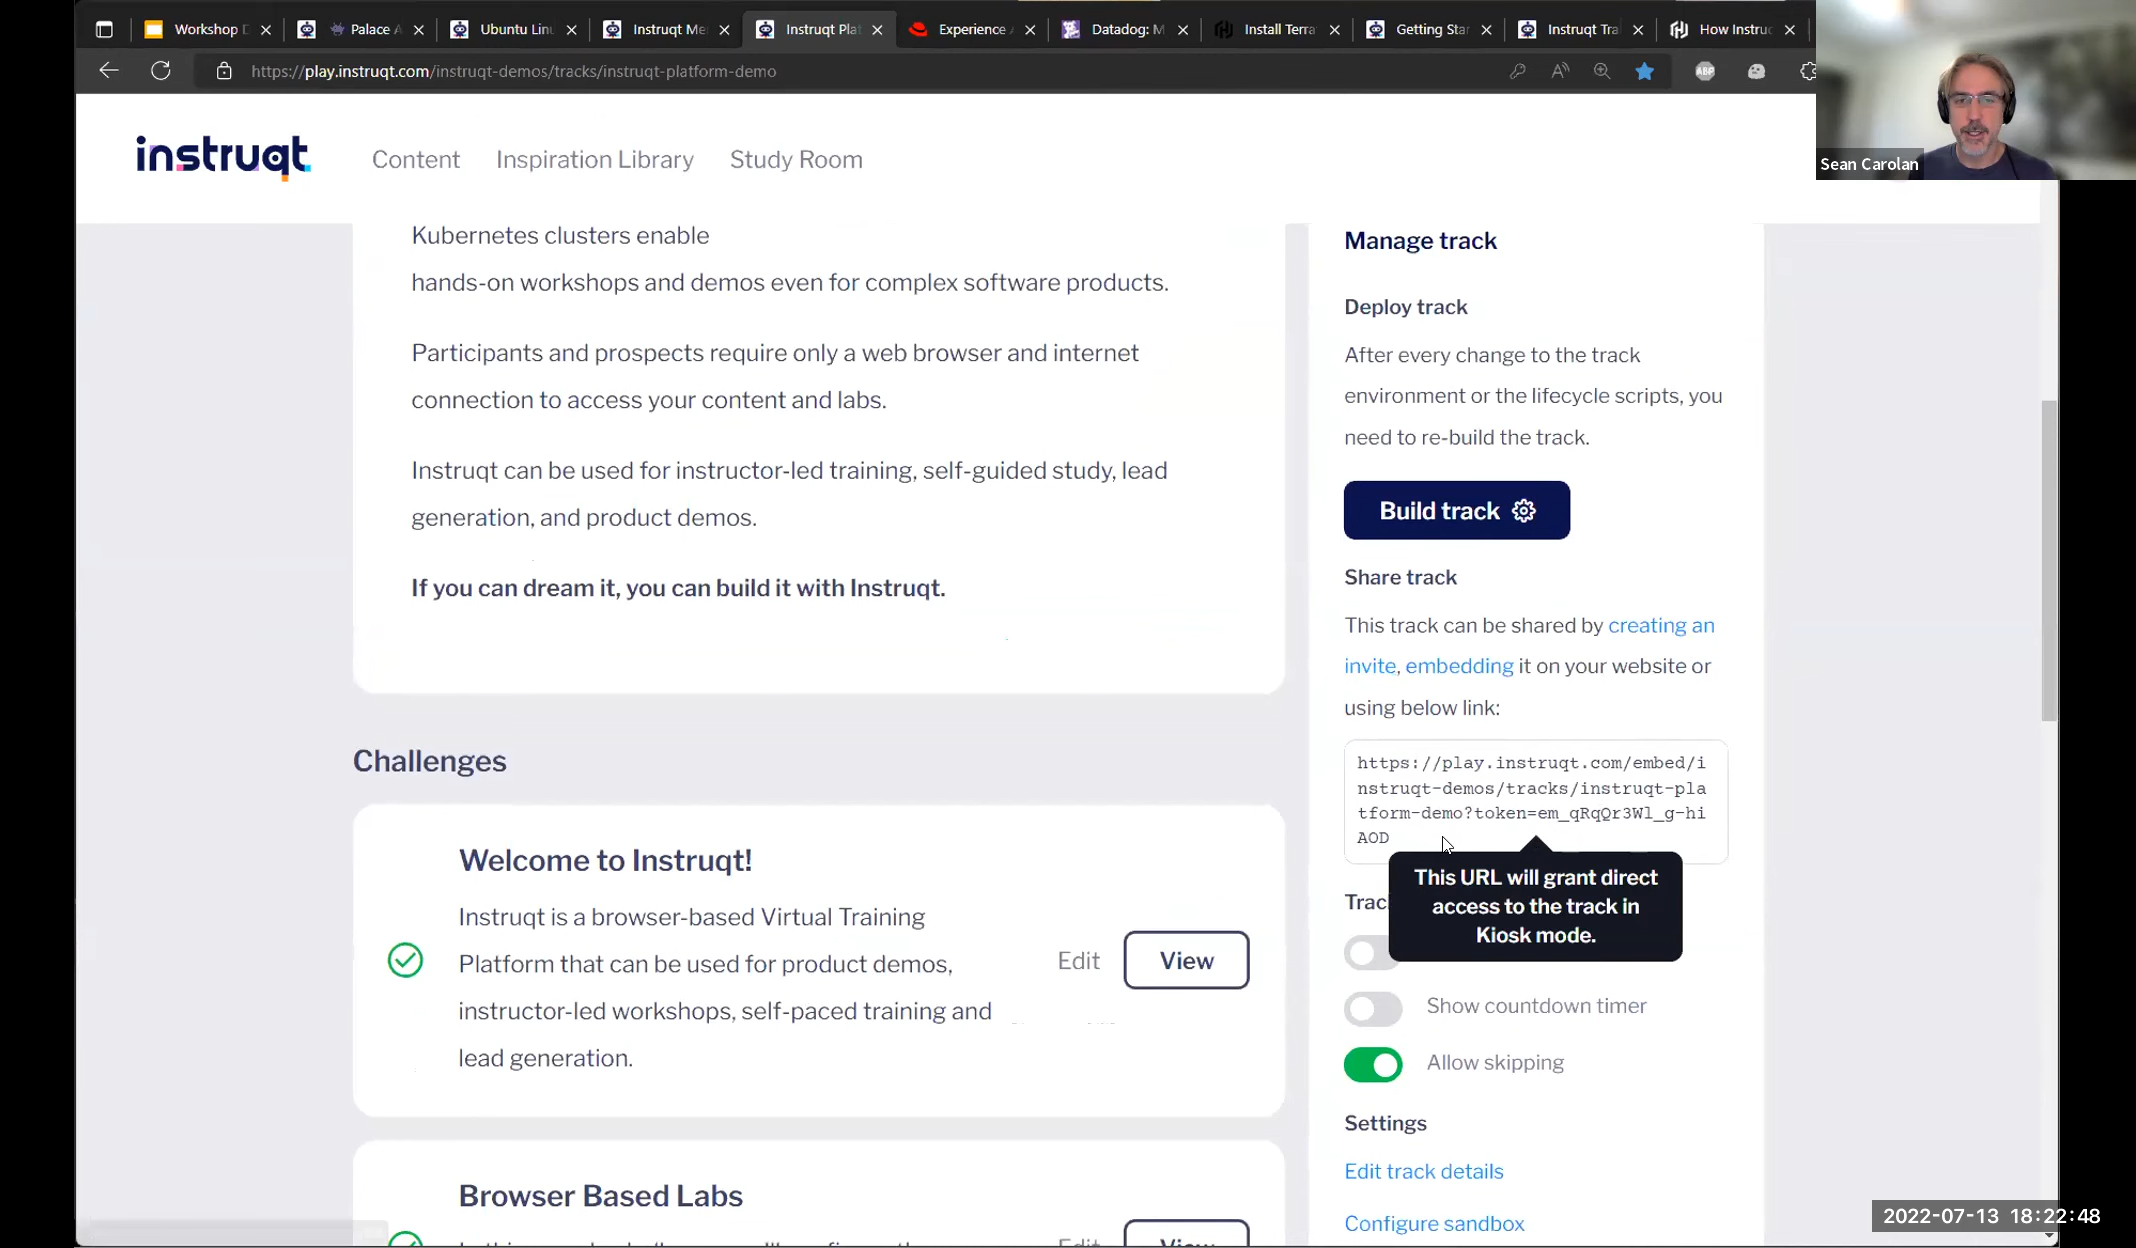 Workshop D
Palace A
Ubuntu Linu
Instruqt Me
Instruqt Plat
Experience A
Datadog: M
Install Terra
Getting Star
Instruqt Tra
How Instruc
https://play.instruqt.com/instruqt-demos/tracks/instruqt-platform-demo
ABP
Sean Carolan
instruqt
Content
Inspiration Library
Study Room
Kubernetes clusters enable
hands-on workshops and demos even for complex software products.
Participants and prospects require only a web browser and internet
connection to access your content and labs.
Instruqt can be used for instructor-led training, self-guided study, lead
generation, and product demos.
If you can dream it, you can build it with Instruqt.
Challenges
Welcome to Instruqt!
Instruqt is a browser-based Virtual Training
Platform that can be used for product demos,
instructor-led workshops, self-paced training and
lead generation.
Edit
View
Browser Based Labs
Edit
View
Manage track
Deploy track
After every change to the track
environment or the lifecycle scripts, you
need to re-build the track.
Build track
Share track
This track can be shared by creating an
invite, embedding it on your website or
using below link:
https://play.instruqt.com/embed/i
nstruqt-demos/tracks/instruqt-pla
tform-demo?token=em_qRqQr3Wl_g-hi
AOD
This URL will grant direct
access to the track in
Kiosk mode.
Trac
Show countdown timer
Allow skipping
Settings
Edit track details
Configure sandbox
2022-07-13 18:22:48